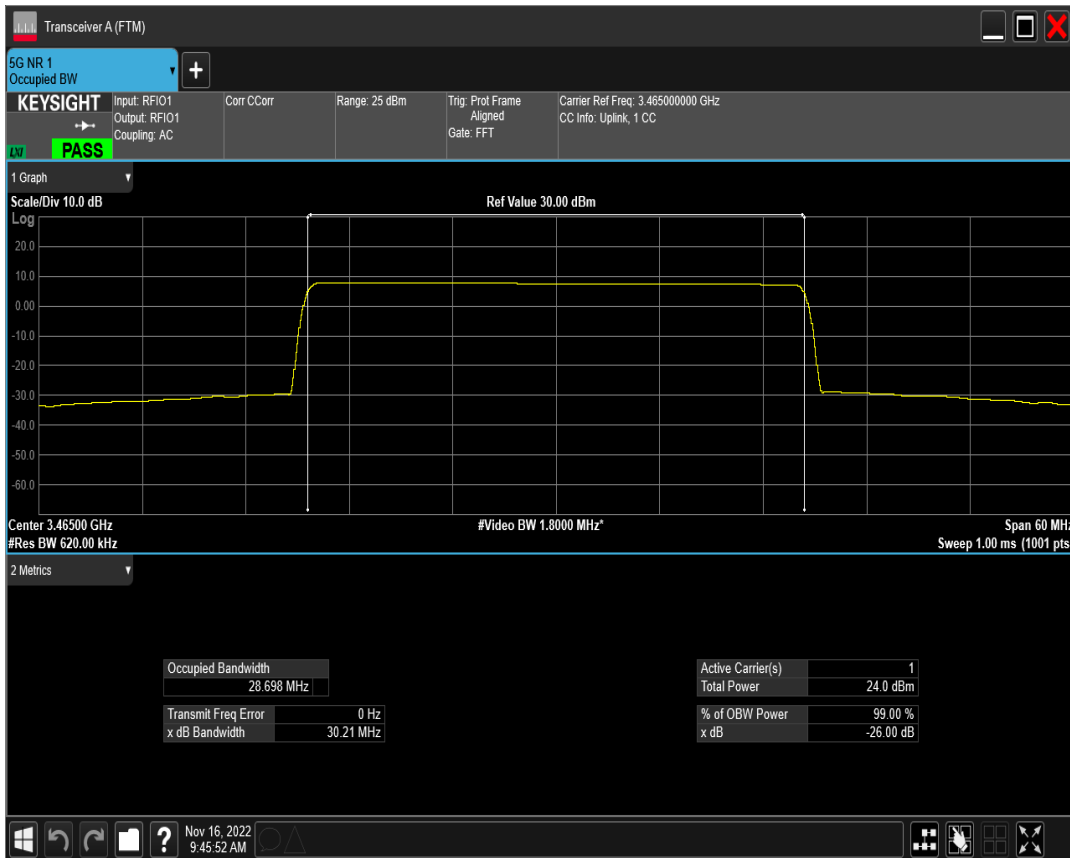 Transceiver A (FTM)
5G NR 1
Occupied BW
+
KEYSIGHT
LXI
PASS
Input: RFIO1
Output: RFIO1
Coupling: AC
Corr CCorr
Range: 25 dBm
Trig: Prot Frame
Aligned
Gate: FFT
Carrier Ref Freq: 3.465000000 GHz
CC Info: Uplink, 1 CC
1 Graph
Scale/Div 10.0 dB
Ref Value 30.00 dBm
Log
20.0
10.0
0.00
-10.0
-20.0
-30.0
-40.0
-50.0
-60.0
Center 3.46500 GHz
#Video BW 1.8000 MHz*
Span 60 MHz
#Res BW 620.00 kHz
Sweep 1.00 ms (1001 pts
2 Metrics
Occupied Bandwidth
28.698 MHz
Transmit Freq Error 0 Hz
x dB Bandwidth 30.21 MHz
Active Carrier(s) 1
Total Power 24.0 dBm
% of OBW Power 99.00 %
x dB -26.00 dB
?
Nov 16, 2022
9:45:52 AM